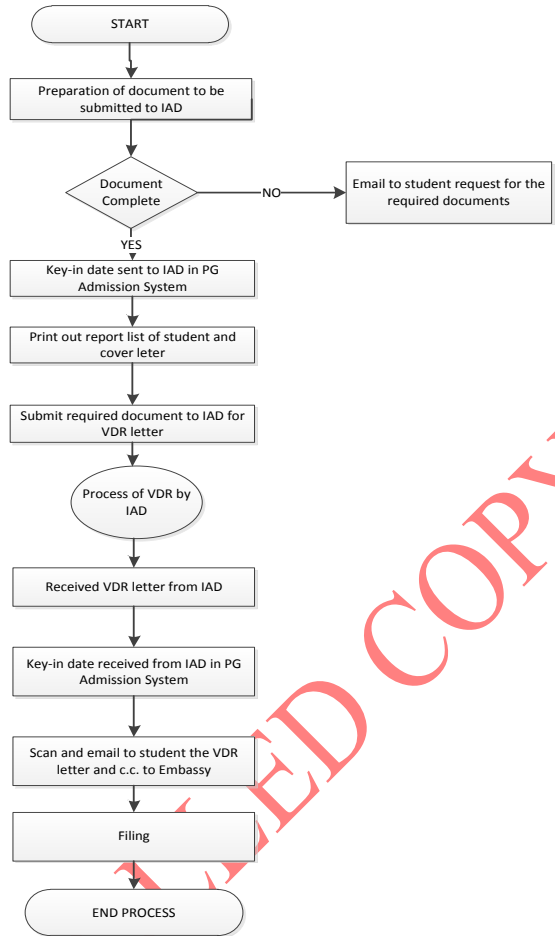 START
Preparation of document to be
submitted to IAD
Document
Complete
NO
Email to student request for the
required documents
YES
Key-in date sent to IAD in PG
Admission System
Print out report list of student and
cover leter
Submit required document to IAD for
VDR letter
Process of VDR by
IAD
Received VDR letter from IAD
Key-in date received from IAD in PG
Admission System
Scan and email to student the VDR
letter and c.c. to Embassy
Filing
END PROCESS
LLED COPY